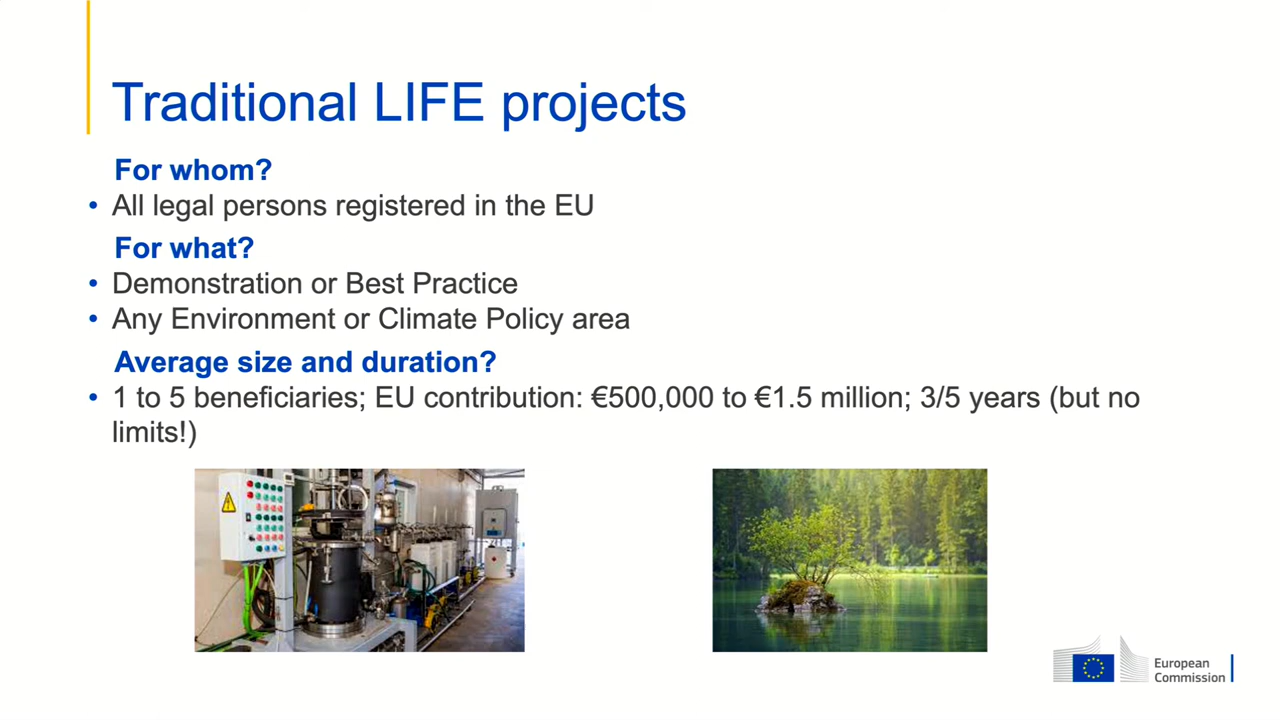 Traditional LIFE projects
For whom?
• All legal persons registered in the EU
For what?
• Demonstration or Best Practice
• Any Environment or Climate Policy area
Average size and duration?
• 1 to 5 beneficiaries; EU contribution: €500,000 to €1.5 million; 3/5 years (but no
limits!)
European
Commission